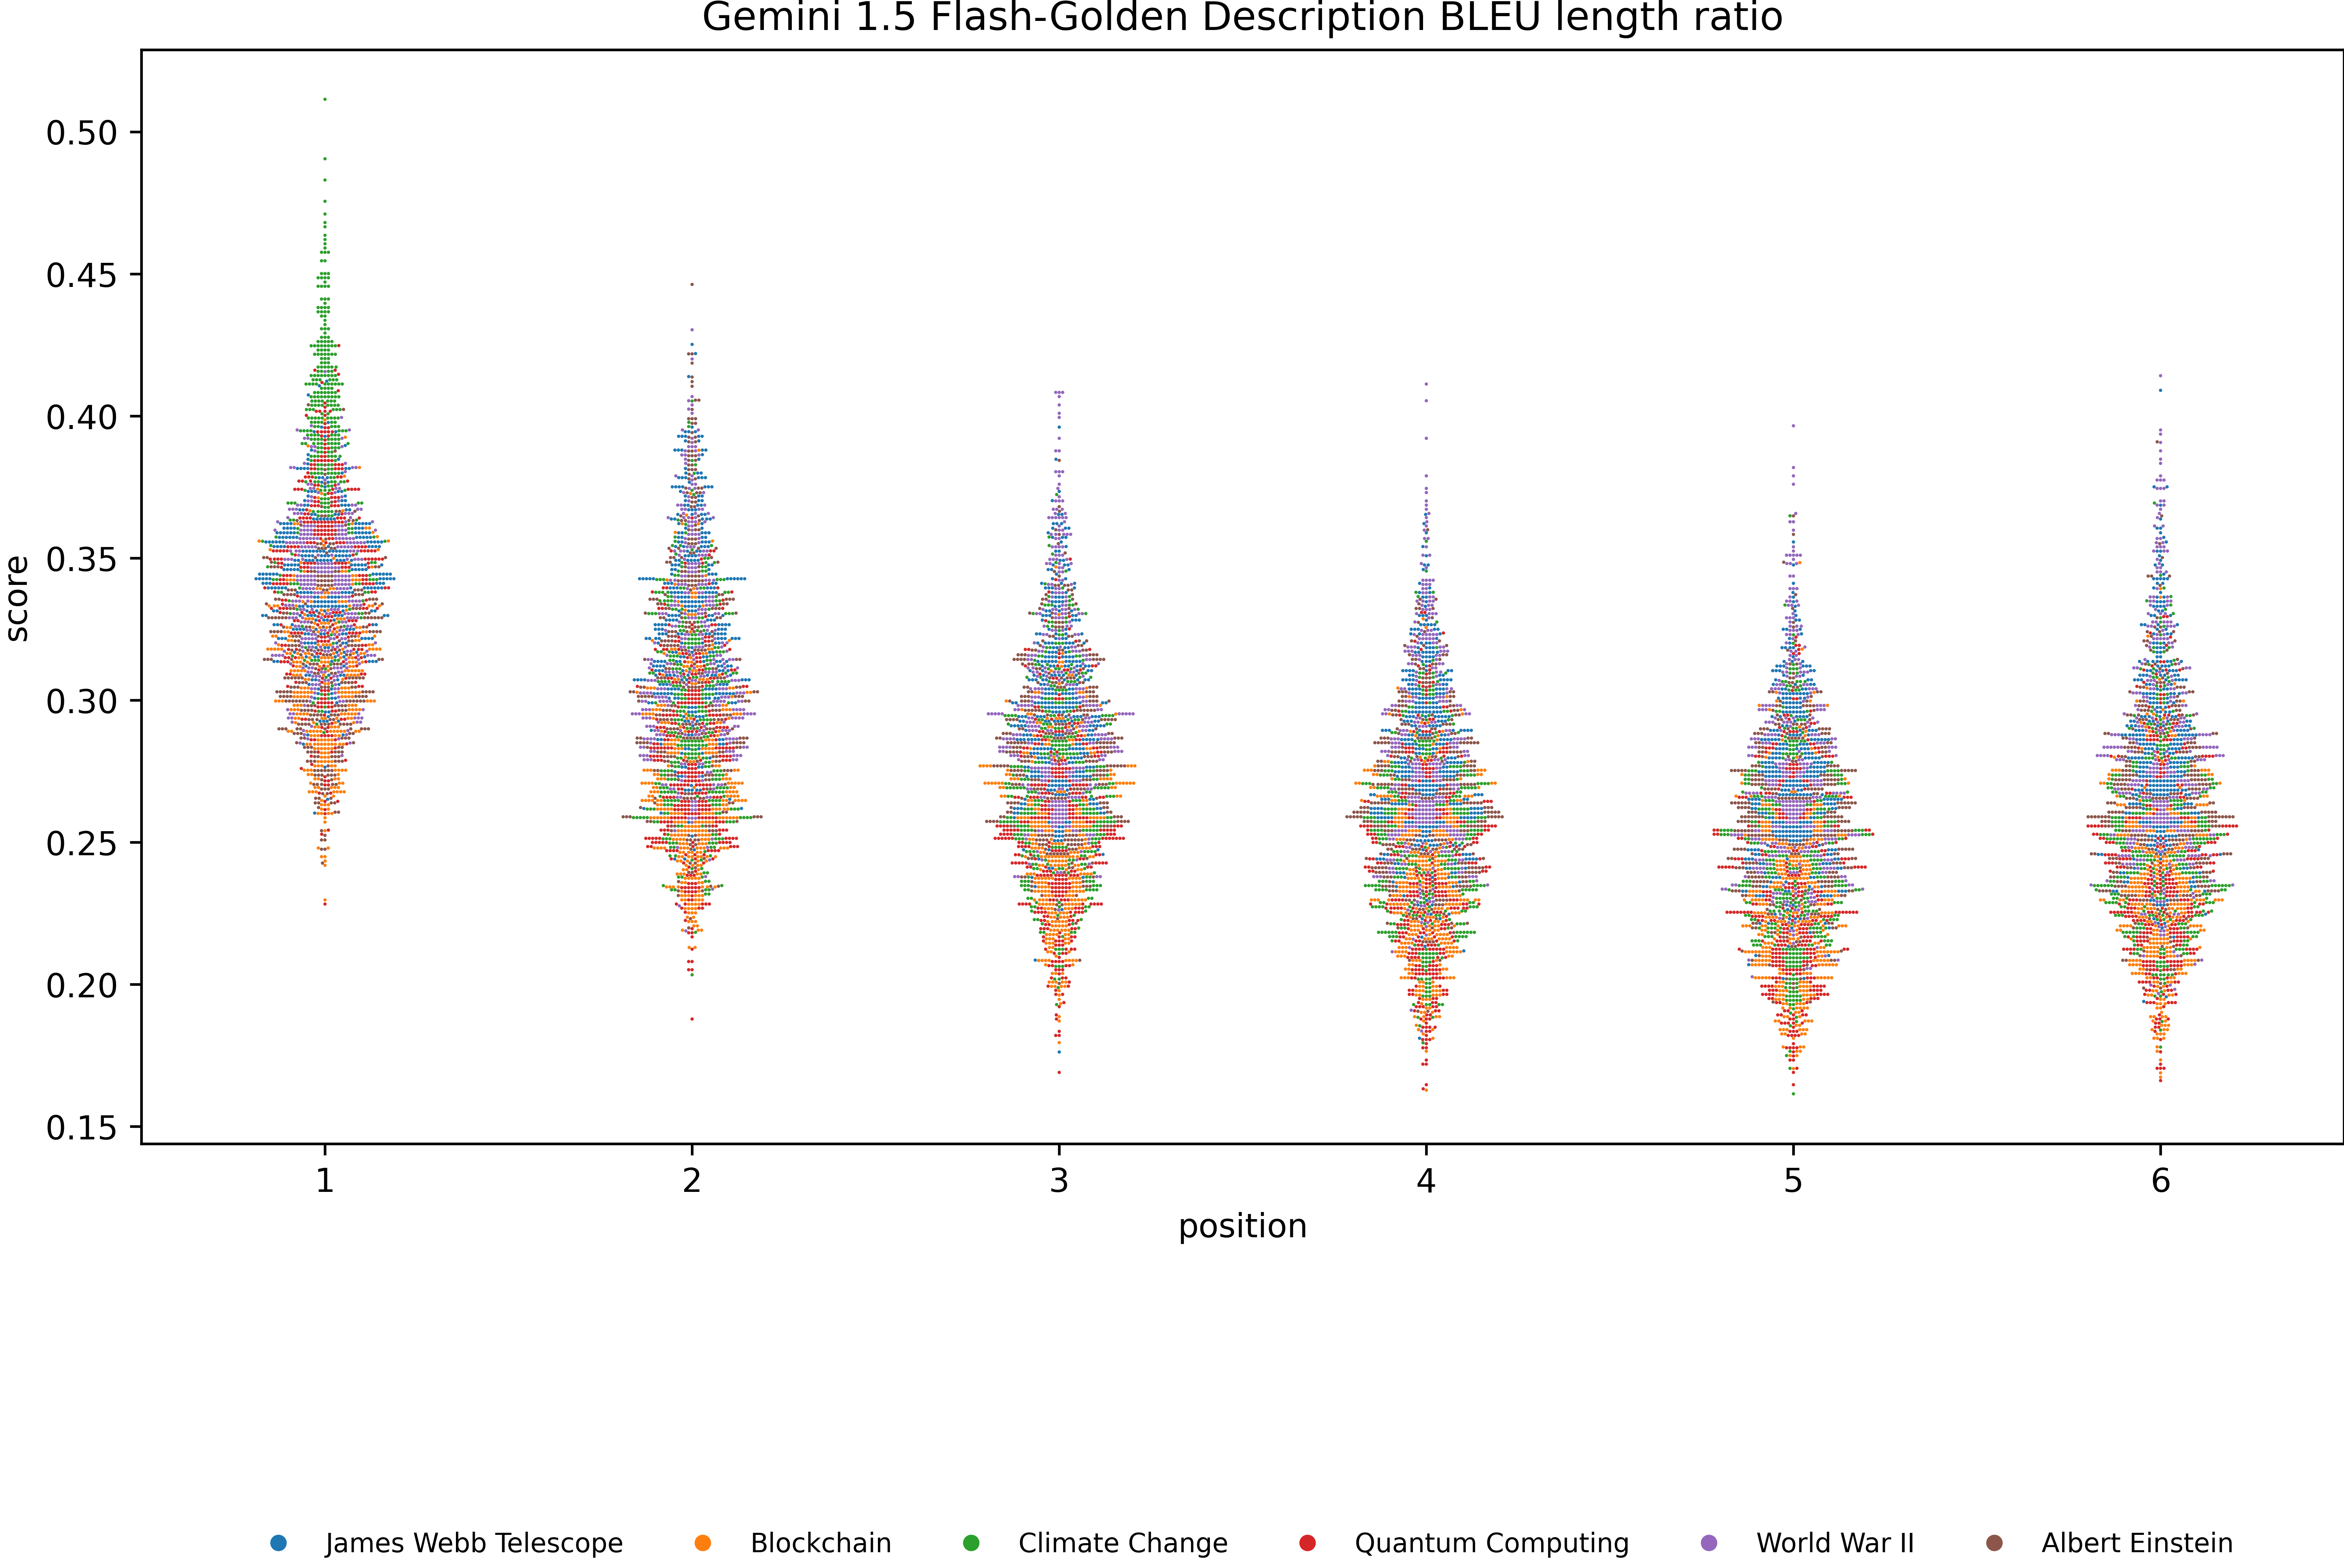 Gemini 1.5 Flash-Golden Description BLEU length ratio
0.50
0.45
0.40
0.35
0.30
0.25
0.20
0.15
score
1 2 3 4 5 6
position
James Webb Telescope Blockchain Climate Change Quantum Computing World War II Albert Einstein